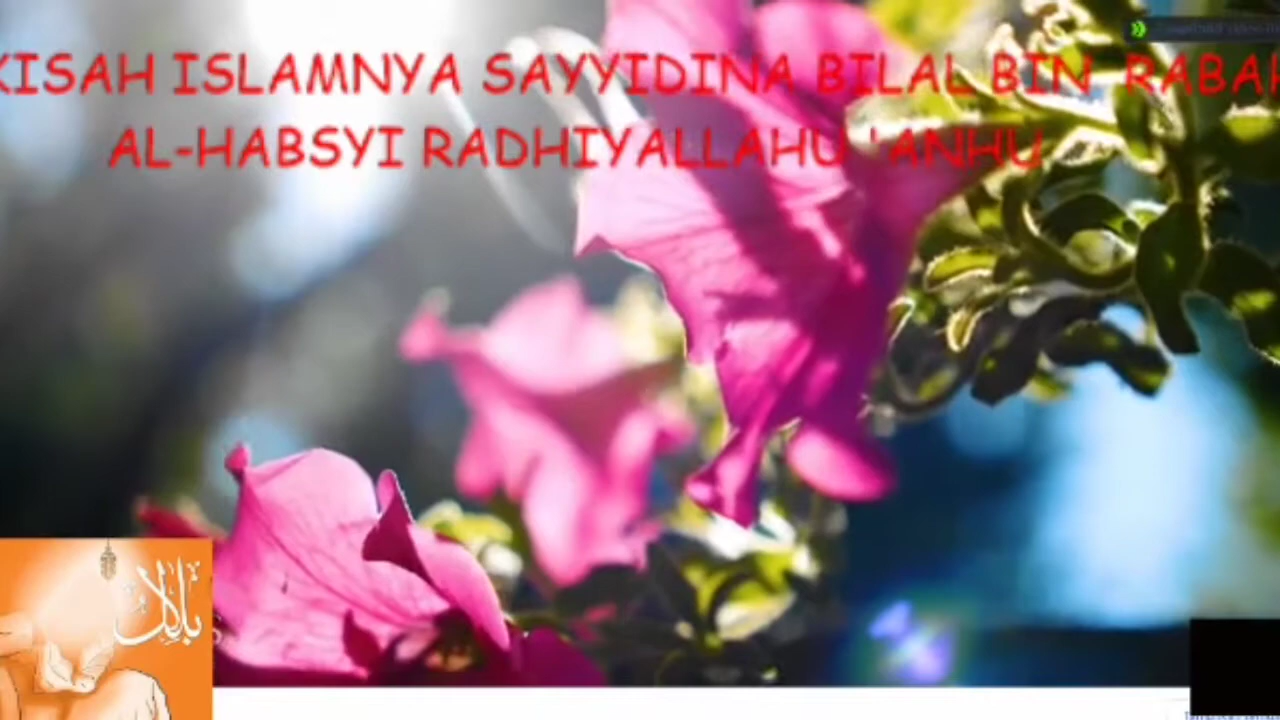 KISAH ISLAMNYA SAYYIDINA BILAL BIN RABAH
AL-HABSYI RADHIYALLAHU 'ANHU
بلال